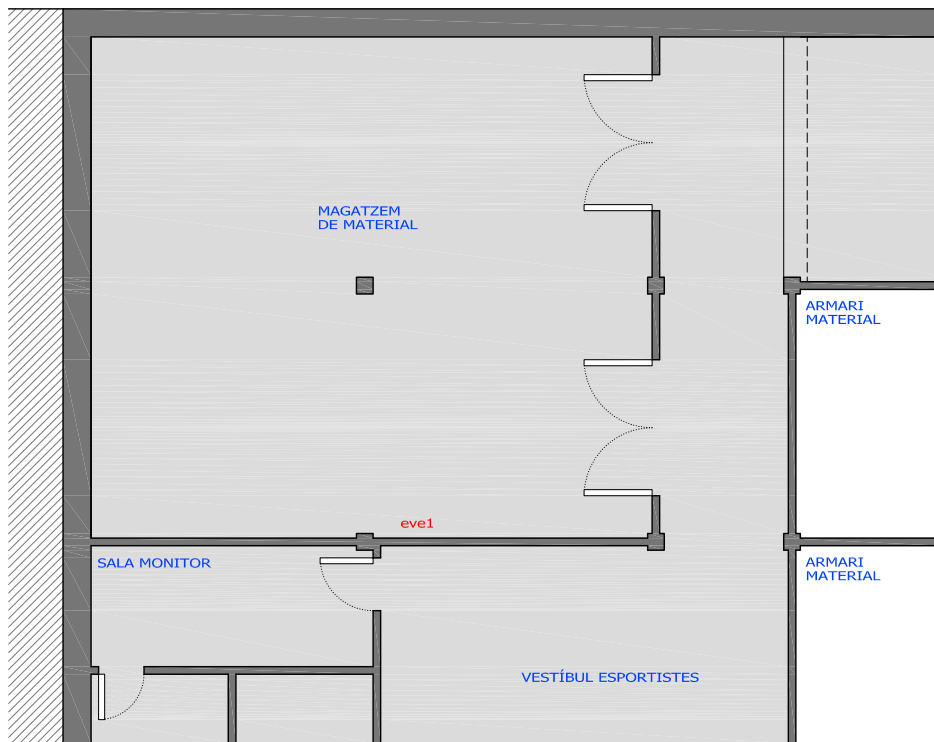 MAGATZEM
DE MATERIAL
ARMARI
MATERIAL
eve1
SALA MONITOR
ARMARI
MATERIAL
VESTÍBUL ESPORTISTES